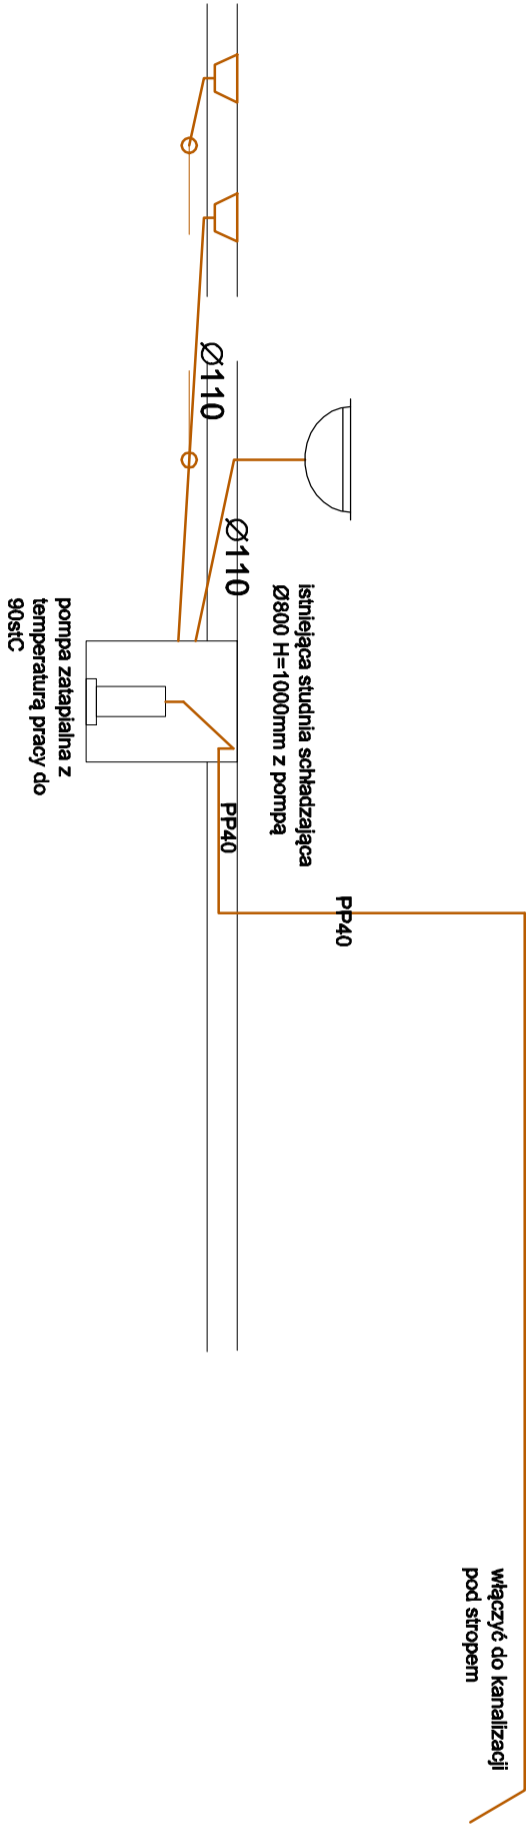 Ø110
Ø110
istniejąca studnia schładzająca
Ø800 H=1000mm z pompą
pompa zatapialna z
temperaturą pracy do
90stC
PP40
PP40
włączyć do kanalizacji
pod stropem